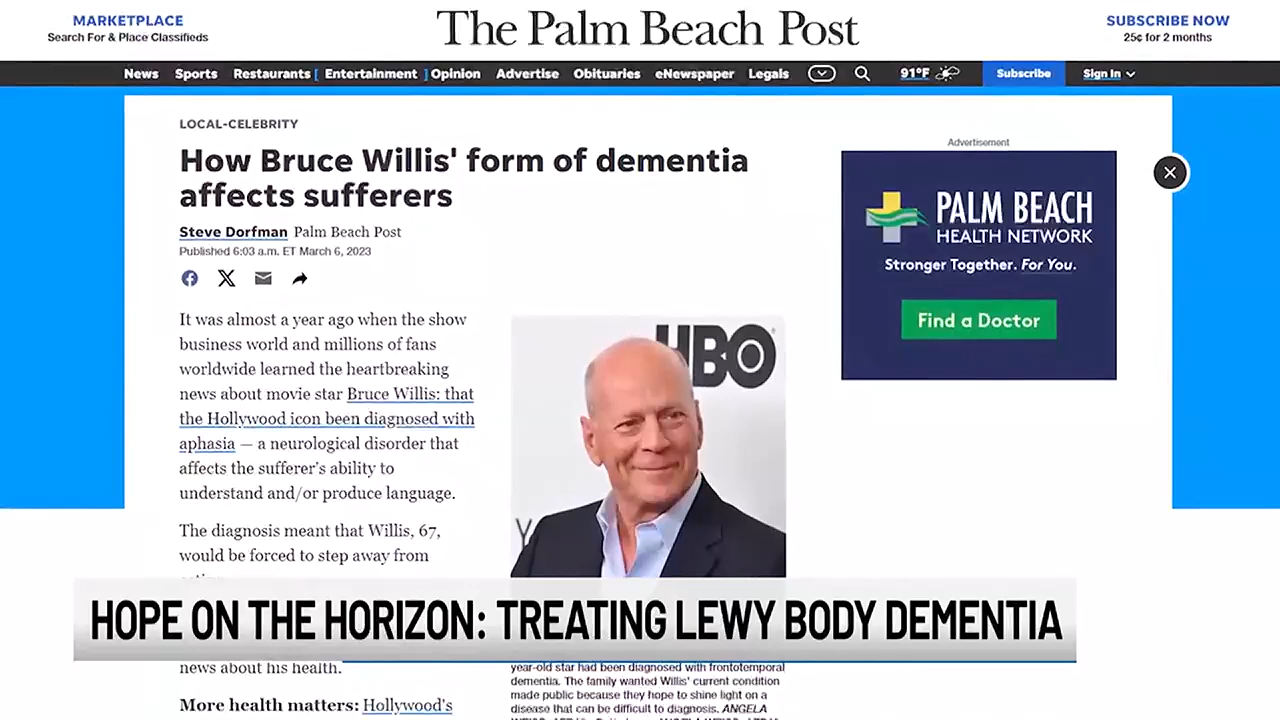 MARKETPLACE
Search For & Place Classifieds
The Palm Beach Post
SUBSCRIBE NOW
25¢ for 2 months
News Sports Restaurants Entertainment Opinion Advertise Obituaries eNewspaper Legals 91°F Subscribe Sign In
LOCAL-CELEBRITY
How Bruce Willis' form of dementia
affects sufferers
Steve Dorfman Palm Beach Post
Published 6:03 a.m. ET March 6, 2023
It was almost a year ago when the show
business world and millions of fans
worldwide learned the heartbreaking
news about movie star Bruce Willis: that
the Hollywood icon been diagnosed with
aphasia — a neurological disorder that
affects the sufferer's ability to
understand and/or produce language.
The diagnosis meant that Willis, 67,
would be forced to step away from
HBO
Y
Advertisement
PALM BEACH
HEALTH NETWORK
Stronger Together. For You.
Find a Doctor
HOPE ON THE HORIZON: TREATING LEWY BODY DEMENTIA
news about his health.
More health matters: Hollywood's
year-old star had been diagnosed with frontotemporal
dementia. The family wanted Willis' current condition
made public because they hope to shine light on a
disease that can be difficult to diagnosis. ANGELA